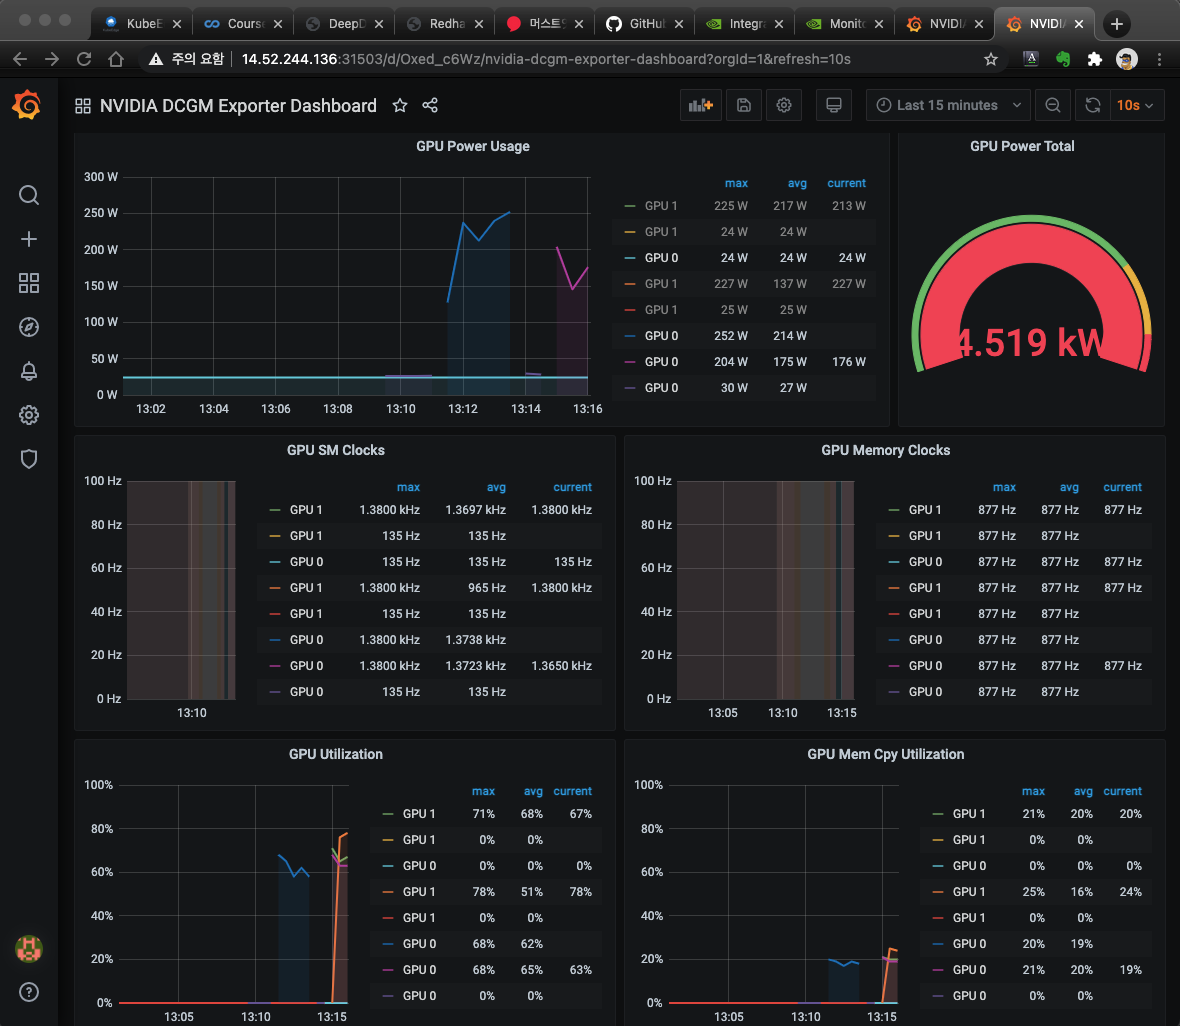 KubeE
Course
DeepD
Redha
머스트
GitHub
Integra
Monito
NVIDIA
NVIDIA
주의 요함 14.52.244.136:31503/d/Oxed_c6Wz/nvidia-dcgm-exporter-dashboard?orgId=1&refresh=10s
NVIDIA DCGM Exporter Dashboard
Last 15 minutes
10s
GPU Power Usage
300 W
250 W
200 W
150 W
100 W
50 W
0 W
13:02 13:04 13:06 13:08 13:10 13:12 13:14 13:16
max avg current
GPU 1 225 W 217 W 213 W
GPU 1 24 W 24 W
GPU 0 24 W 24 W 24 W
GPU 1 227 W 137 W 227 W
GPU 1 25 W 25 W
GPU 0 252 W 214 W
GPU 0 204 W 175 W 176 W
GPU 0 30 W 27 W
GPU Power Total
4.519 kW
GPU SM Clocks
100 Hz
80 Hz
60 Hz
40 Hz
20 Hz
0 Hz
13:10
max avg current
GPU 1 1.3800 kHz 1.3697 kHz 1.3800 kHz
GPU 1 135 Hz 135 Hz
GPU 0 135 Hz 135 Hz 135 Hz
GPU 1 1.3800 kHz 965 Hz 1.3800 kHz
GPU 1 135 Hz 135 Hz
GPU 0 1.3800 kHz 1.3738 kHz
GPU 0 1.3800 kHz 1.3723 kHz 1.3650 kHz
GPU 0 135 Hz 135 Hz
GPU Memory Clocks
100 Hz
80 Hz
60 Hz
40 Hz
20 Hz
0 Hz
13:05 13:10 13:15
max avg current
GPU 1 877 Hz 877 Hz 877 Hz
GPU 1 877 Hz 877 Hz
GPU 0 877 Hz 877 Hz 877 Hz
GPU 1 877 Hz 877 Hz 877 Hz
GPU 1 877 Hz 877 Hz
GPU 0 877 Hz 877 Hz
GPU 0 877 Hz 877 Hz 877 Hz
GPU 0 877 Hz 877 Hz
GPU Utilization
100%
80%
60%
40%
20%
0%
13:05 13:10 13:15
max avg current
GPU 1 71% 68% 67%
GPU 1 0% 0%
GPU 0 0% 0% 0%
GPU 1 78% 51% 78%
GPU 1 0% 0%
GPU 0 68% 62%
GPU 0 68% 65% 63%
GPU 0 0% 0%
GPU Mem Cpy Utilization
100%
80%
60%
40%
20%
0%
13:05 13:10 13:15
max avg current
GPU 1 21% 20% 20%
GPU 1 0% 0%
GPU 0 0% 0% 0%
GPU 1 25% 16% 24%
GPU 1 0% 0%
GPU 0 20% 19%
GPU 0 21% 20% 19%
GPU 0 0% 0%